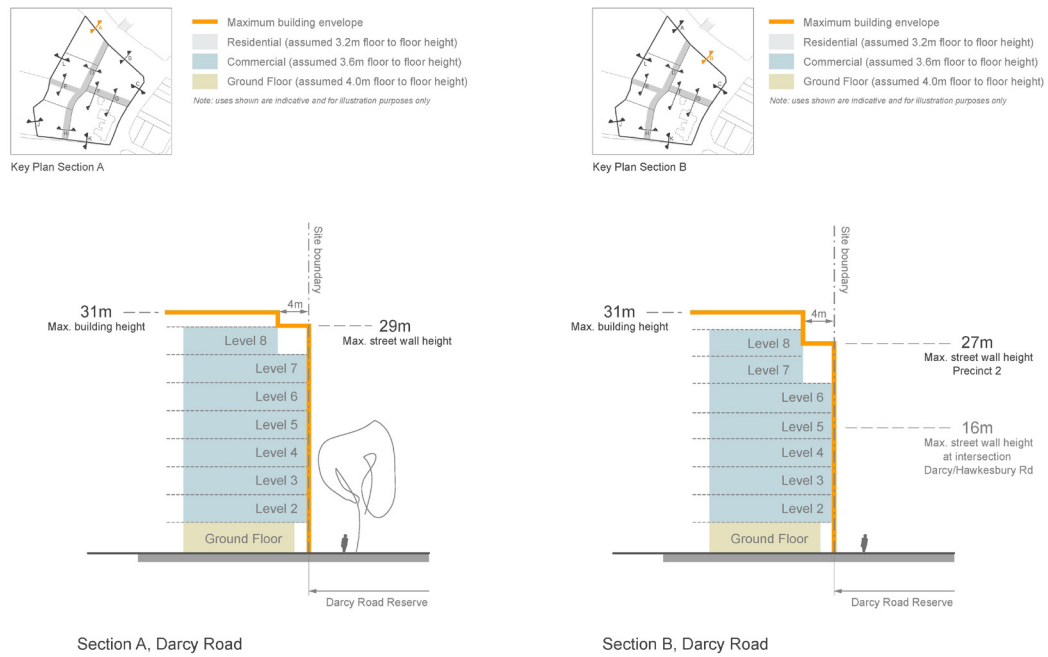 Maximum building envelope
Residential (assumed 3.2m floor to floor height)
Commercial (assumed 3.6m floor to floor height)
Ground Floor (assumed 4.0m floor to floor height)
Note: uses shown are indicative and for illustration purposes only
Key Plan Section A
Site boundary
4m
31m
Max. building height
29m
Max. street wall height
Level 8
Level 7
Level 6
Level 5
Level 4
Level 3
Level 2
Ground Floor
Darcy Road Reserve
Section A, Darcy Road
Maximum building envelope
Residential (assumed 3.2m floor to floor height)
Commercial (assumed 3.6m floor to floor height)
Ground Floor (assumed 4.0m floor to floor height)
Note: uses shown are indicative and for illustration purposes only
Key Plan Section B
Site boundary
4m
31m
Max. building height
27m
Max. street wall height
Precinct 2
16m
Max. street wall height
at intersection
Darcy/Hawkesbury Rd
Level 8
Level 7
Level 6
Level 5
Level 4
Level 3
Level 2
Ground Floor
Darcy Road Reserve
Section B, Darcy Road